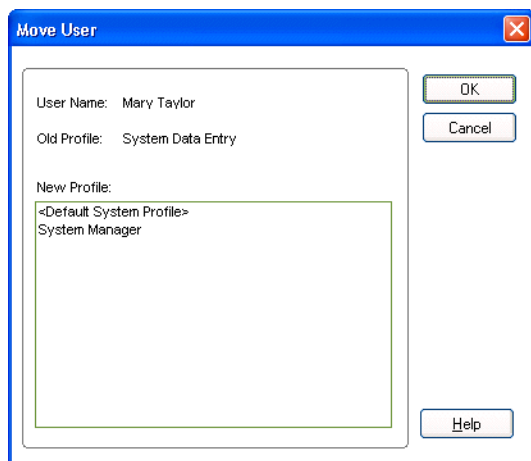 Move User
User Name: Mary Taylor
Old Profile: System Data Entry
New Profile:
<Default System Profile>
System Manager
OK
Cancel
Help